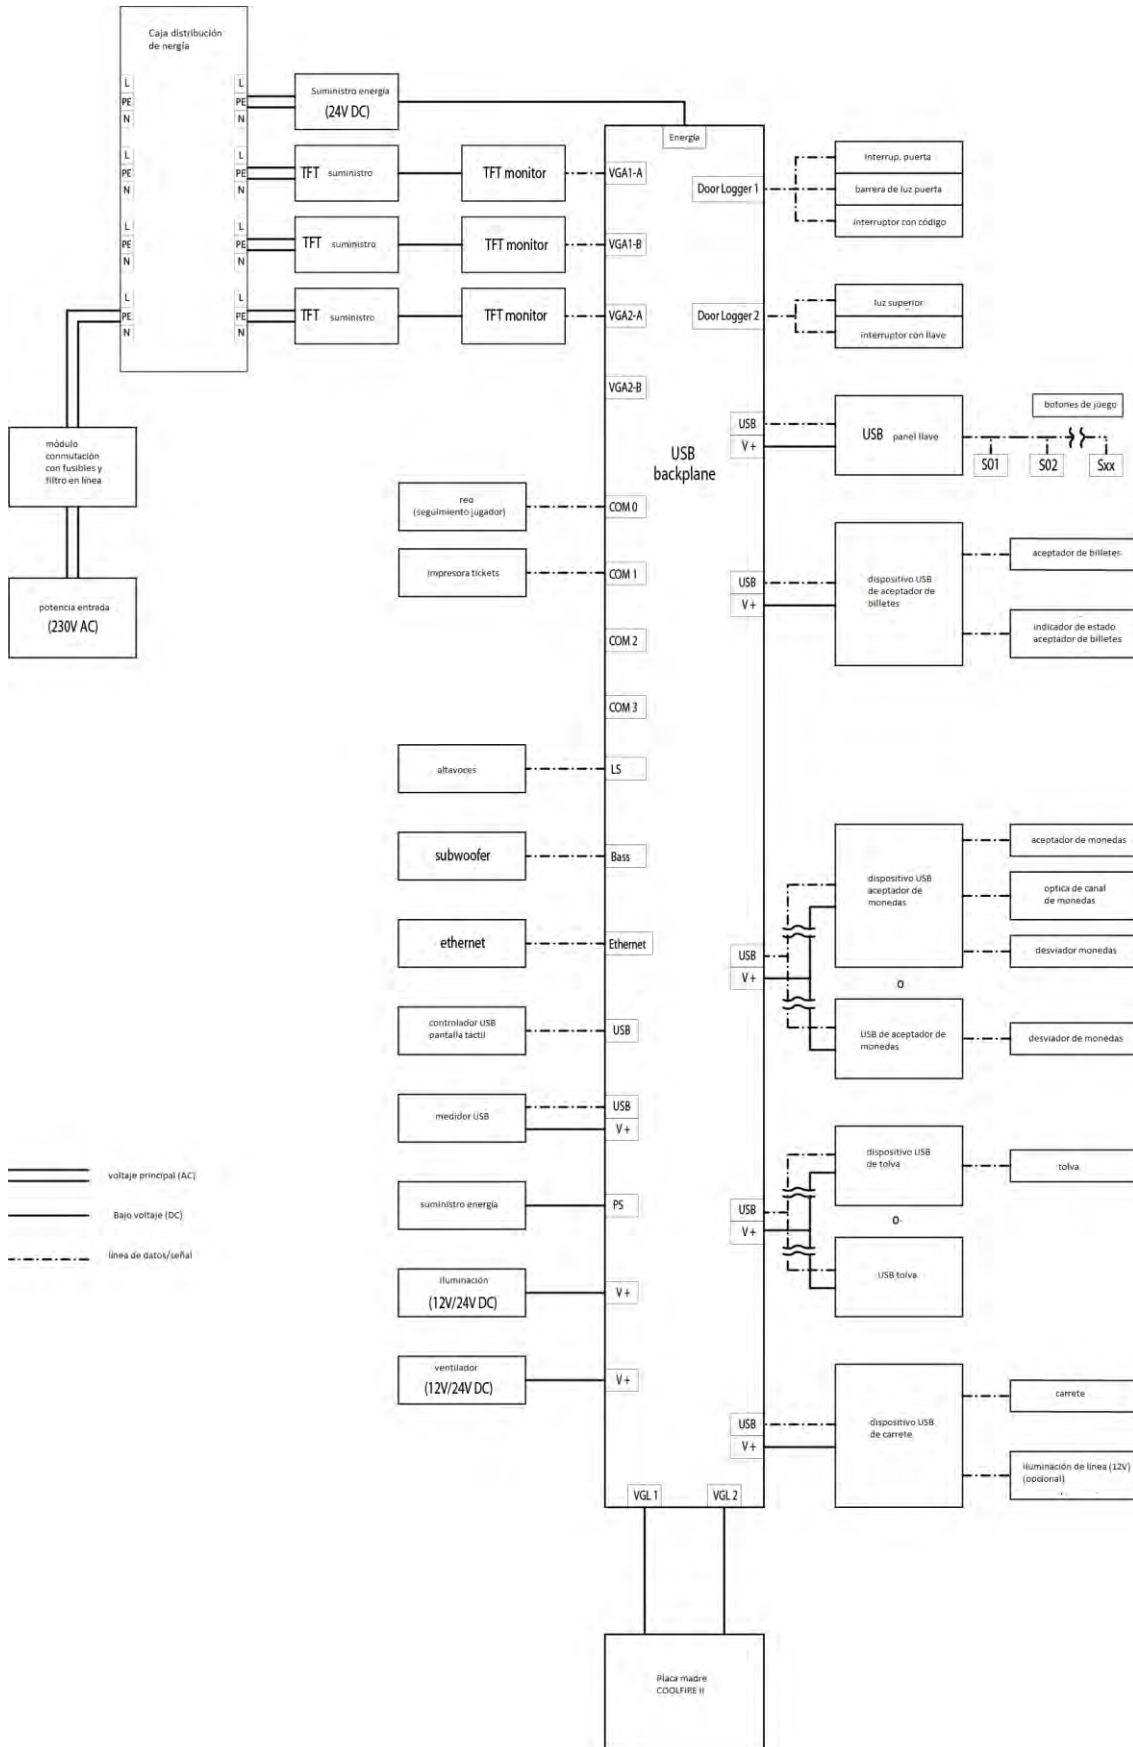 Caja distribución
de nergía
L
PE
N
L
PE
N
Suministro energía
(24V DC)
Energía
L
PE
N
L
PE
N
TFT suministro
TFT monitor
VGA1-A
L
PE
N
L
PE
N
TFT suministro
TFT monitor
VGA1-B
L
PE
N
L
PE
N
TFT suministro
TFT monitor
VGA2-A
VGA2-B
Door Logger 1
Interrup. puerta
barrera de luz puerta
interruptor con código
Door Logger 2
luz superior
interruptor con llave
módulo
conmutación
con fusibles y
filtro en línea
potencia entrada
(230V AC)
USB
backplane
USB
V+
USB panel llave
botones de juego
S01
S02
Sxx
reo
(seguimiento jugador)
COM 0
impresora tickets
COM 1
COM 2
COM 3
USB
V+
dispositivo USB
de aceptador de
billetes
aceptador de billetes
indicador de estado
aceptador de billetes
altavoces
LS
subwoofer
Bass
ethernet
Ethernet
controlador USB
pantalla táctil
USB
medidor USB
USB
V+
suministro energía
PS
iluminación
(12V/24V DC)
V+
ventilador
(12V/24V DC)
V+
USB
V+
dispositivo USB
aceptador de
monedas
aceptador de monedas
optica de canal
de monedas
desviador monedas
o
USB de aceptador de
monedas
desviador de monedas
USB
V+
dispositivo USB
de tolva
tolva
o
USB tolva
USB
V+
dispositivo USB
de carrete
carrete
iluminación de línea (12V)
(opcional)
voltaje principal (AC)
Bajo voltaje (DC)
línea de datos/señal
VGL 1
VGL 2
Placa madre
COOLFIRE II